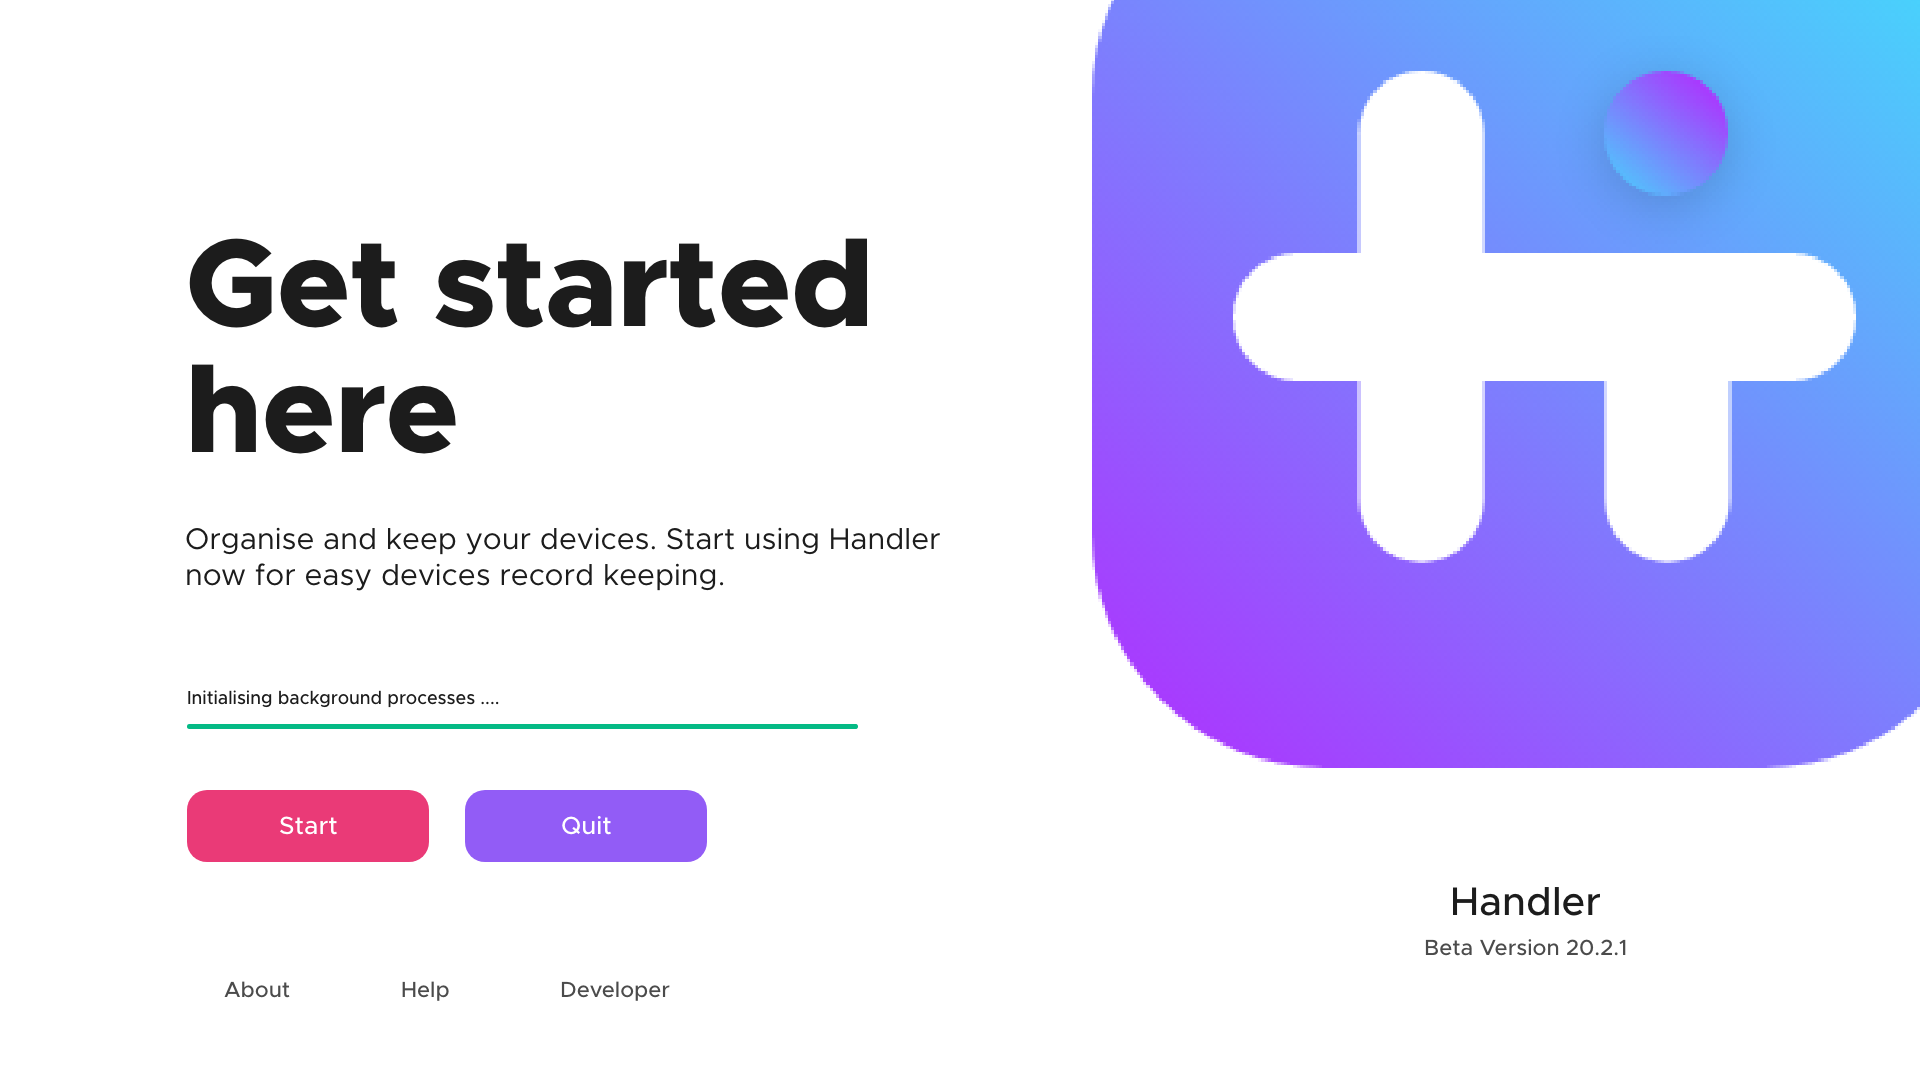 Get started
here
Organise and keep your devices. Start using Handler
now for easy devices record keeping.
Initialising background processes ....
Start
Quit
About
Help
Developer
Handler
Beta Version 20.2.1